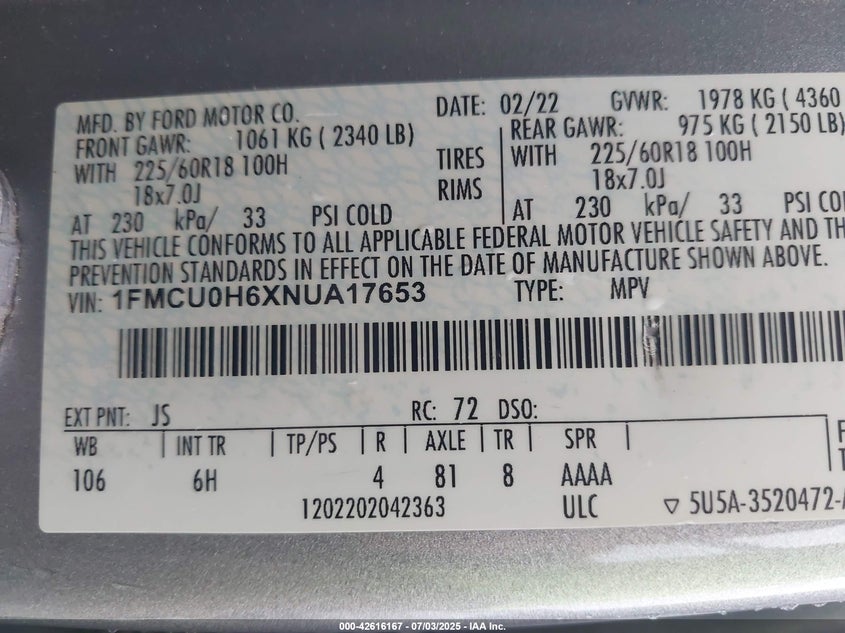 MFD. BY FORD MOTOR CO. DATE: 02/22 GVWR: 1978 KG ( 4360
FRONT GAWR: 1061 KG ( 2340 LB) REAR GAWR: 975 KG ( 2150 LB)
WITH 225/60R18 100H TIRES WITH 225/60R18 100H
18x7.0J RIMS 18x7.0J
AT 230 kPa/ 33 PSI COLD AT 230 kPa/ 33 PSI COL
THIS VEHICLE CONFORMS TO ALL APPLICABLE FEDERAL MOTOR VEHICLE SAFETY AND TH
PREVENTION STANDARDS IN EFFECT ON THE DATE OF MANUFACTURE SHOWN ABOVE.
VIN: 1FMCU0H6XNUA17653 TYPE: MPV
EXT PNT: JS RC: 72 DSO:
WB INT TR TP/PS R AXLE TR SPR
106 6H 4 81 8 AAAA
1202202042363 ULC ▽ 5U5A-3520472-
000-42616167 - 07/03/2025 - IAA Inc.